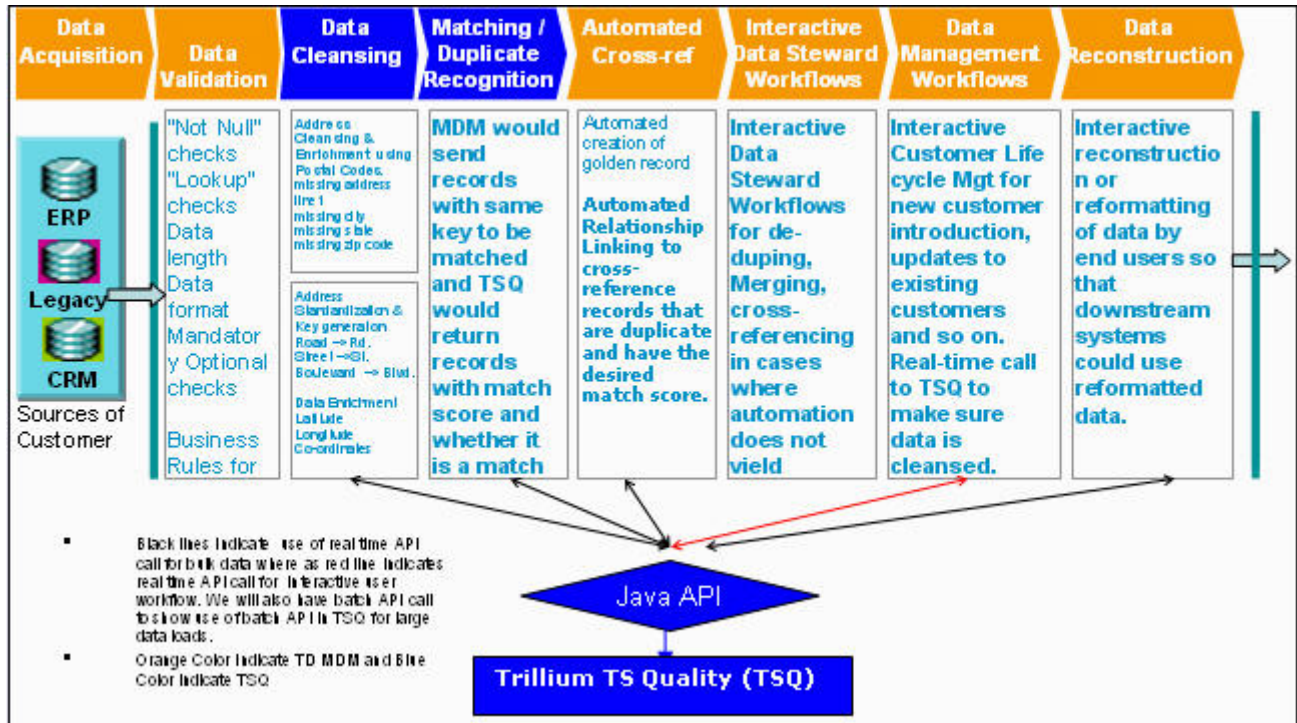 Data
Acquisition
Data
Validation
Data
Cleansing
Matching /
Duplicate
Recognition
Automated
Cross-ref
Interactive
Data Steward
Workflows
Data
Management
Workflows
Data
Reconstruction
ERP
Legacy
CRM
Sources of
Customer
"Not Null"
checks
"Lookup"
checks
Data
length
Data
format
Mandator
y Optional
checks
Business
Rules for
Address
Cleansing &
Enrichment using
Postal Codes,
missing address
line 1
missing city
missing state
missing zip code
Address
Standardization &
Key generation
Road -> Rd.
Street ->St.
Boulevard -> Blvd.
Data Enrichment
Latitude
Longitude
Co-ordinates
MDM would
send
records
with same
key to be
matched
and TSQ
would
return
records
with match
score and
whether it
is a match
Automated
creation of
golden record
Automated
Relationship
Linking to
cross-
reference
records that
are duplicate
and have the
desired
match score.
Interactive
Data
Steward
Workflows
for de-
duping,
Merging,
cross-
referencing
in cases
where
automation
does not
yield
Interactive
Customer Life
cycle Mgt for
new customer
introduction,
updates to
existing
customers
and so on.
Real-time call
to TSQ to
make sure
data is
cleansed.
Interactive
reconstructio
n or
reformatting
of data by
end users so
that
downstream
systems
could use
reformatted
data.
▪ Black lines indicate use of real time API
call for bulk data where as red line indicates
real time API call for interactive user
workflow. We will also have batch API call
to show use of batch API in TSQ for large
data loads.
▪ Orange Color Indicate TD MDM and Blue
Color Indicate TSQ
Java API
Trillium TS Quality (TSQ)